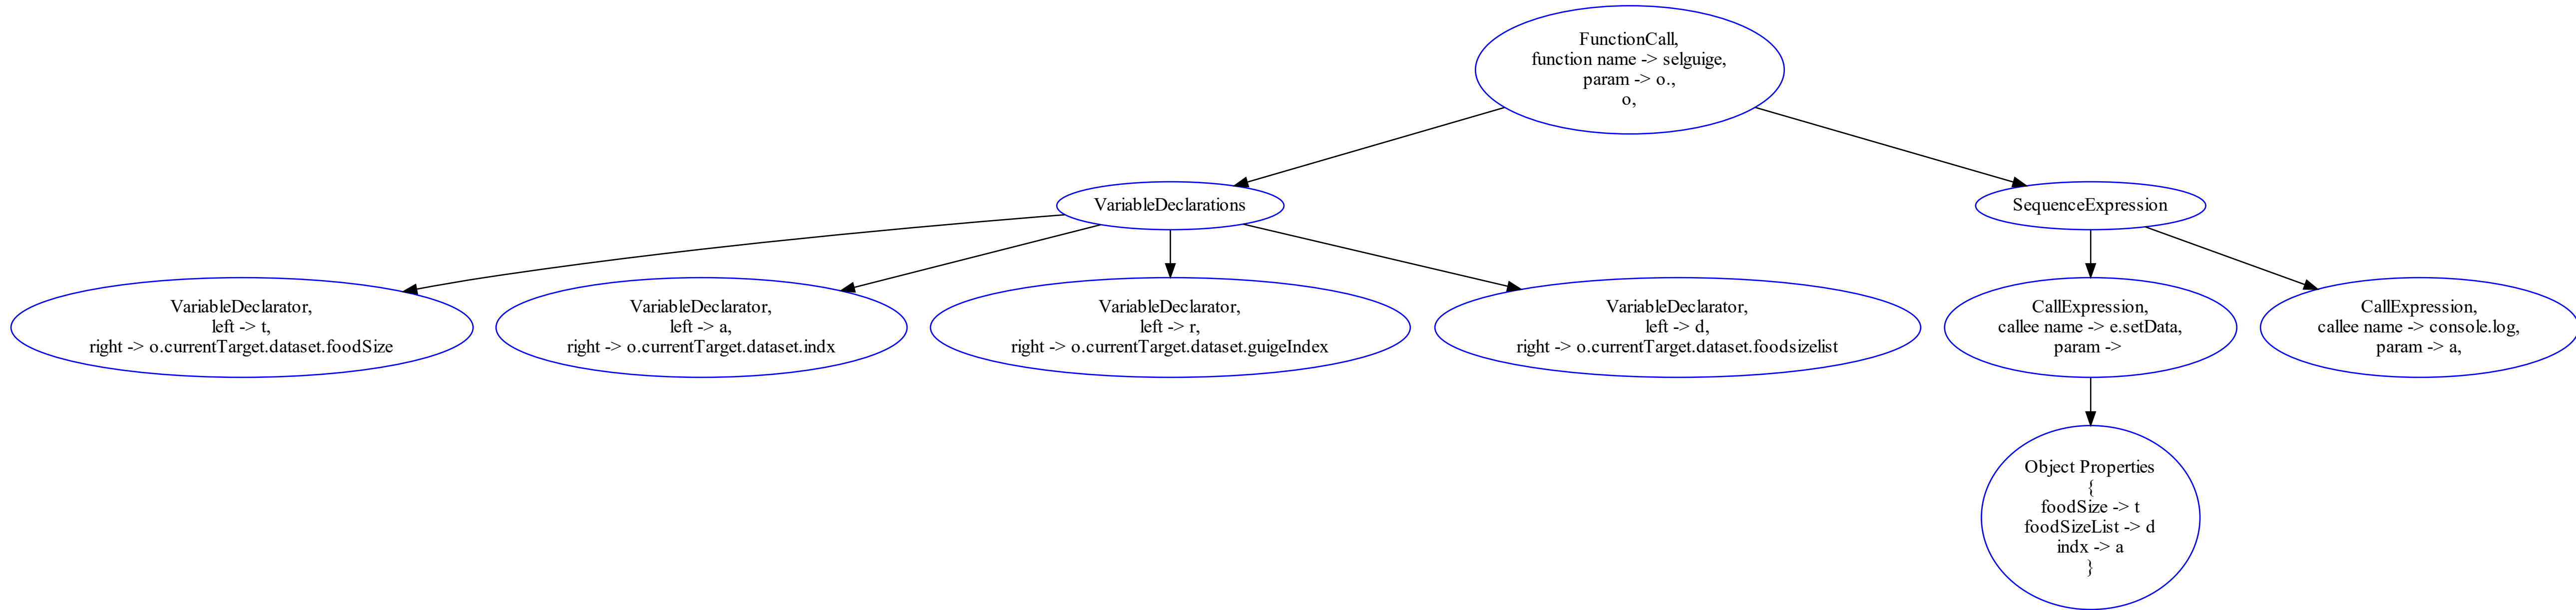 FunctionCall,
function name -> selguige,
param -> o.,
o,
VariableDeclarations
SequenceExpression
VariableDeclarator,
left -> t,
right -> o.currentTarget.dataset.foodSize
VariableDeclarator,
left -> a,
right -> o.currentTarget.dataset.indx
VariableDeclarator,
left -> r,
right -> o.currentTarget.dataset.guigeIndex
VariableDeclarator,
left -> d,
right -> o.currentTarget.dataset.foodsizelist
CallExpression,
callee name -> e.setData,
param ->
CallExpression,
callee name -> console.log,
param -> a,
Object Properties
{
foodSize -> t
foodSizeList -> d
indx -> a
}